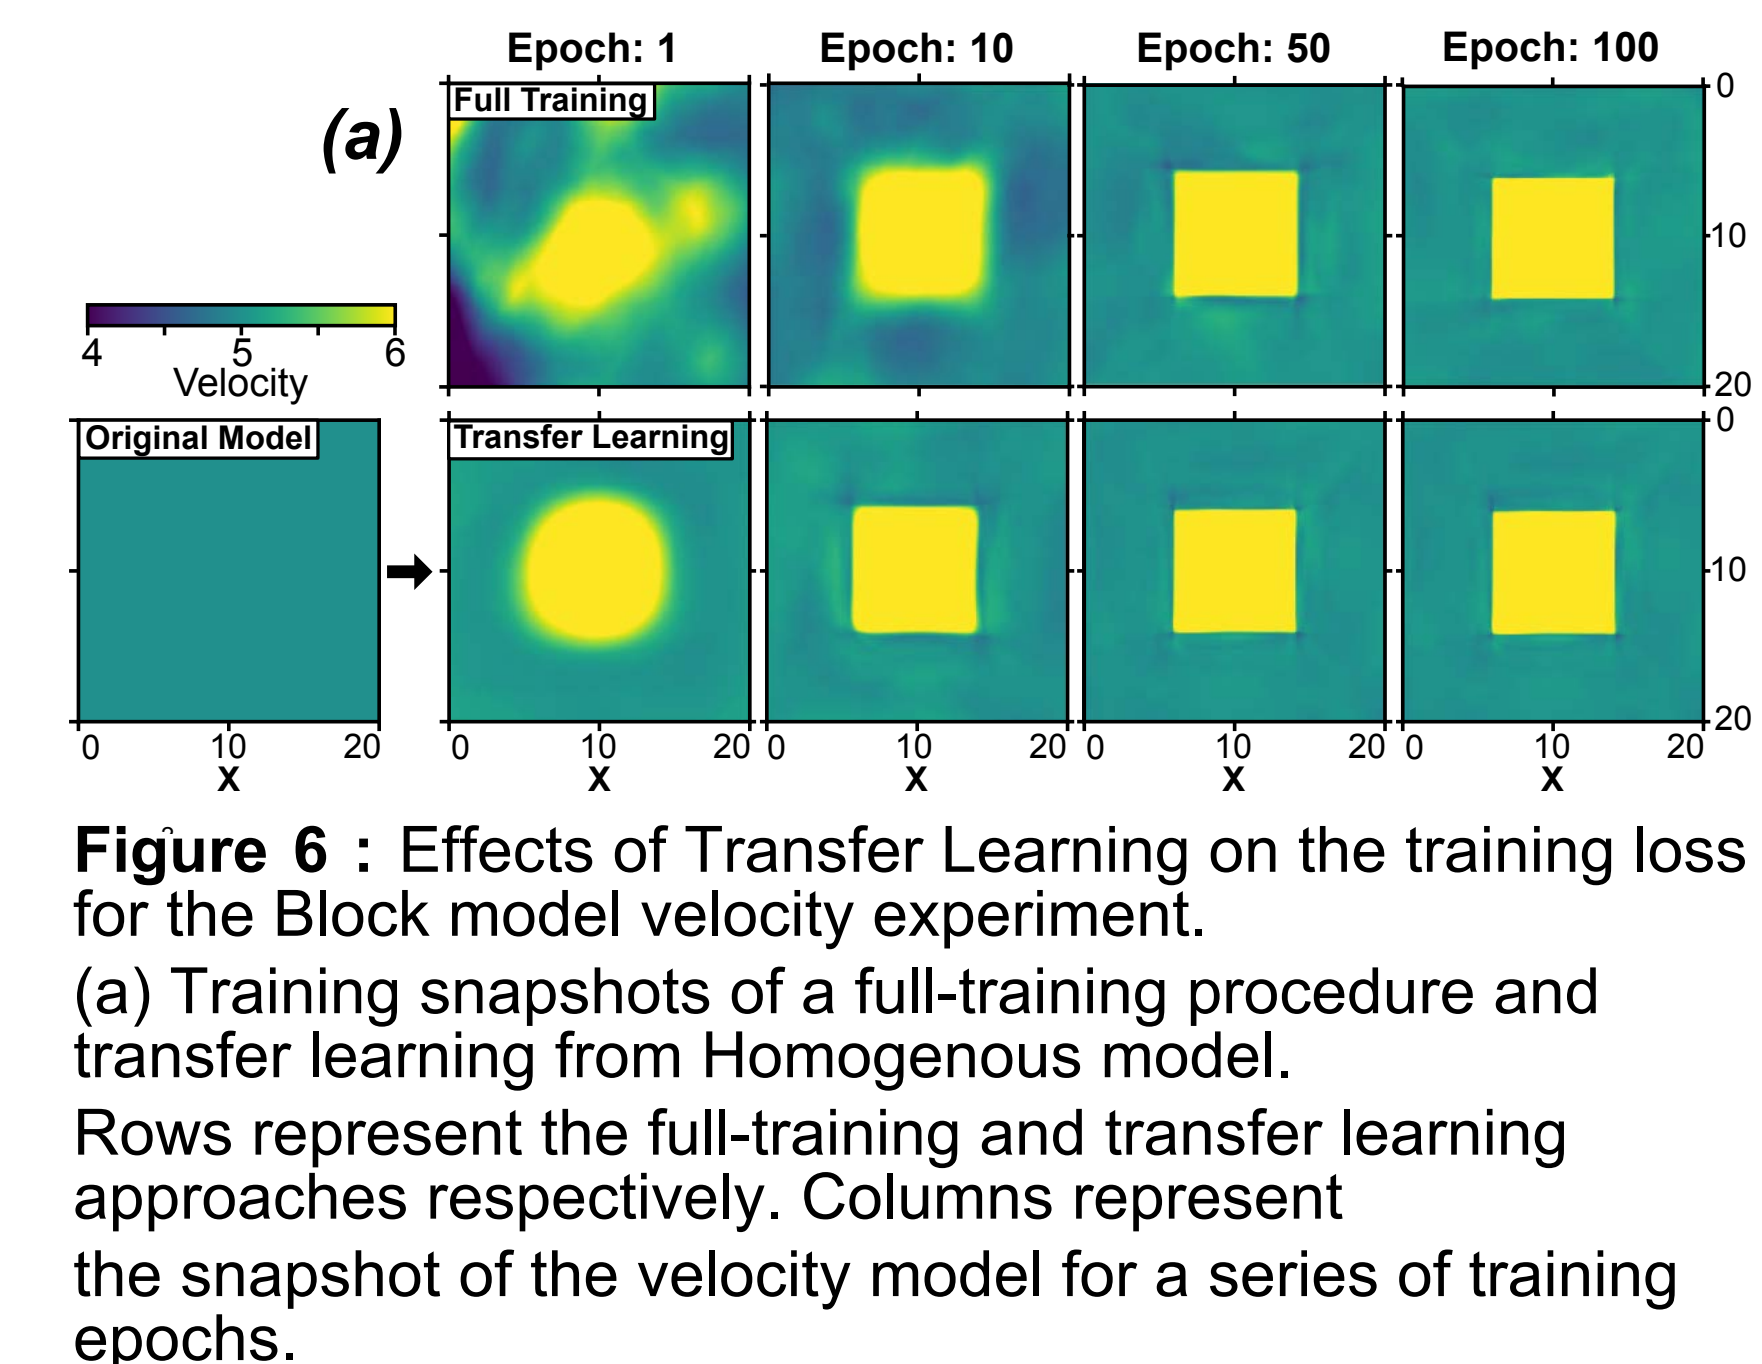 Epoch: 1 Epoch: 10 Epoch: 50 Epoch: 100
(a)
Full Training
0
10
20
4 5 6
Velocity
Original Model
Transfer Learning
0
10
20
0 10 20 0 10 20 0 10 20 0 10 20 0 10 20
X X X X X
Figure 6 : Effects of Transfer Learning on the training loss
for the Block model velocity experiment.
(a) Training snapshots of a full-training procedure and
transfer learning from Homogenous model.
Rows represent the full-training and transfer learning
approaches respectively. Columns represent
the snapshot of the velocity model for a series of training
epochs.